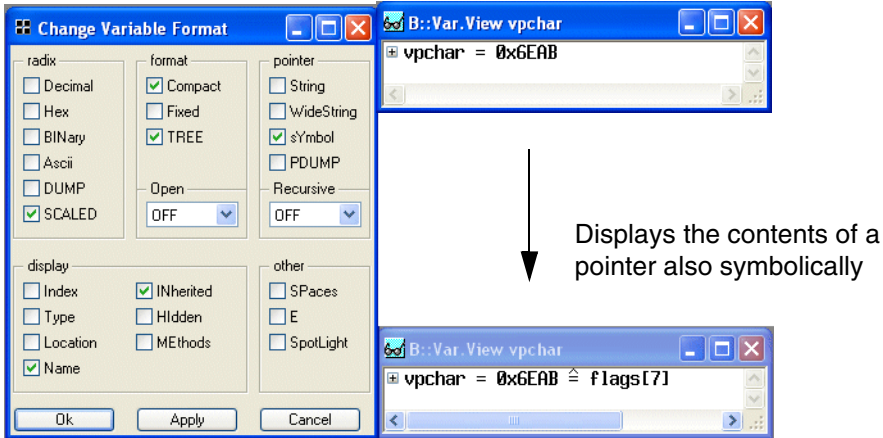 Change Variable Format
radix
Decimal
Hex
BINary
Ascii
DUMP
SCALED
format
Compact
Fixed
TREE
Open
OFF
pointer
String
WideString
sYmbol
PDUMP
Recursive
OFF
display
Index
Type
Location
Name
INherited
HIdden
MEthods
other
SPaces
E
SpotLight
Ok
Apply
Cancel
B::Var.View vpchar
vpchar = 0x6EAB
Displays the contents of a
pointer also symbolically
B::Var.View vpchar
vpchar = 0x6EAB ≙ flags[7]